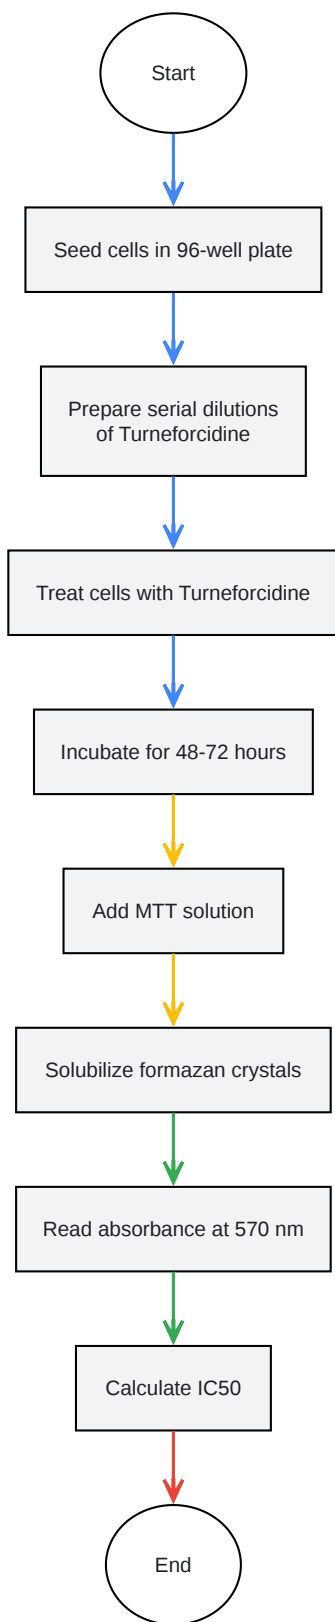 Start
Seed cells in 96-well plate
Prepare serial dilutions
of Turneforcidine
Treat cells with Turneforcidine
Incubate for 48-72 hours
Add MTT solution
Solubilize formazan crystals
Read absorbance at 570 nm
Calculate IC50
End